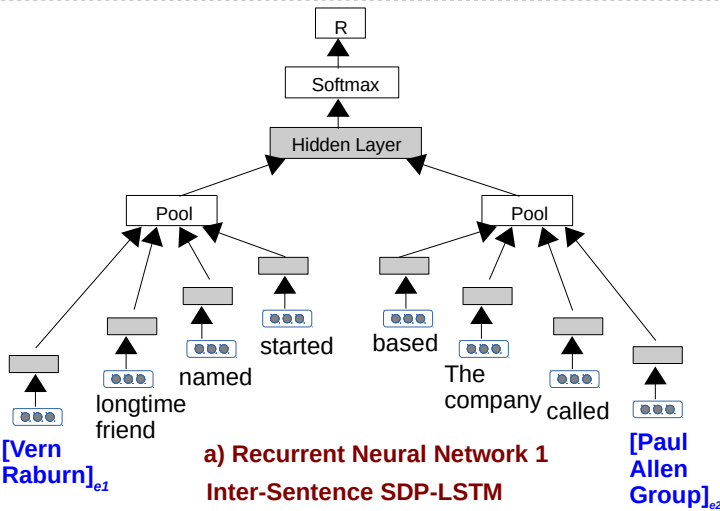 R
Softmax
Hidden Layer
Pool
Pool
started
based
named
The
company
longtime
friend
called
[Vern
Raburn]e1
[Paul
Allen
Group]e2
a) Recurrent Neural Network 1
Inter-Sentence SDP-LSTM